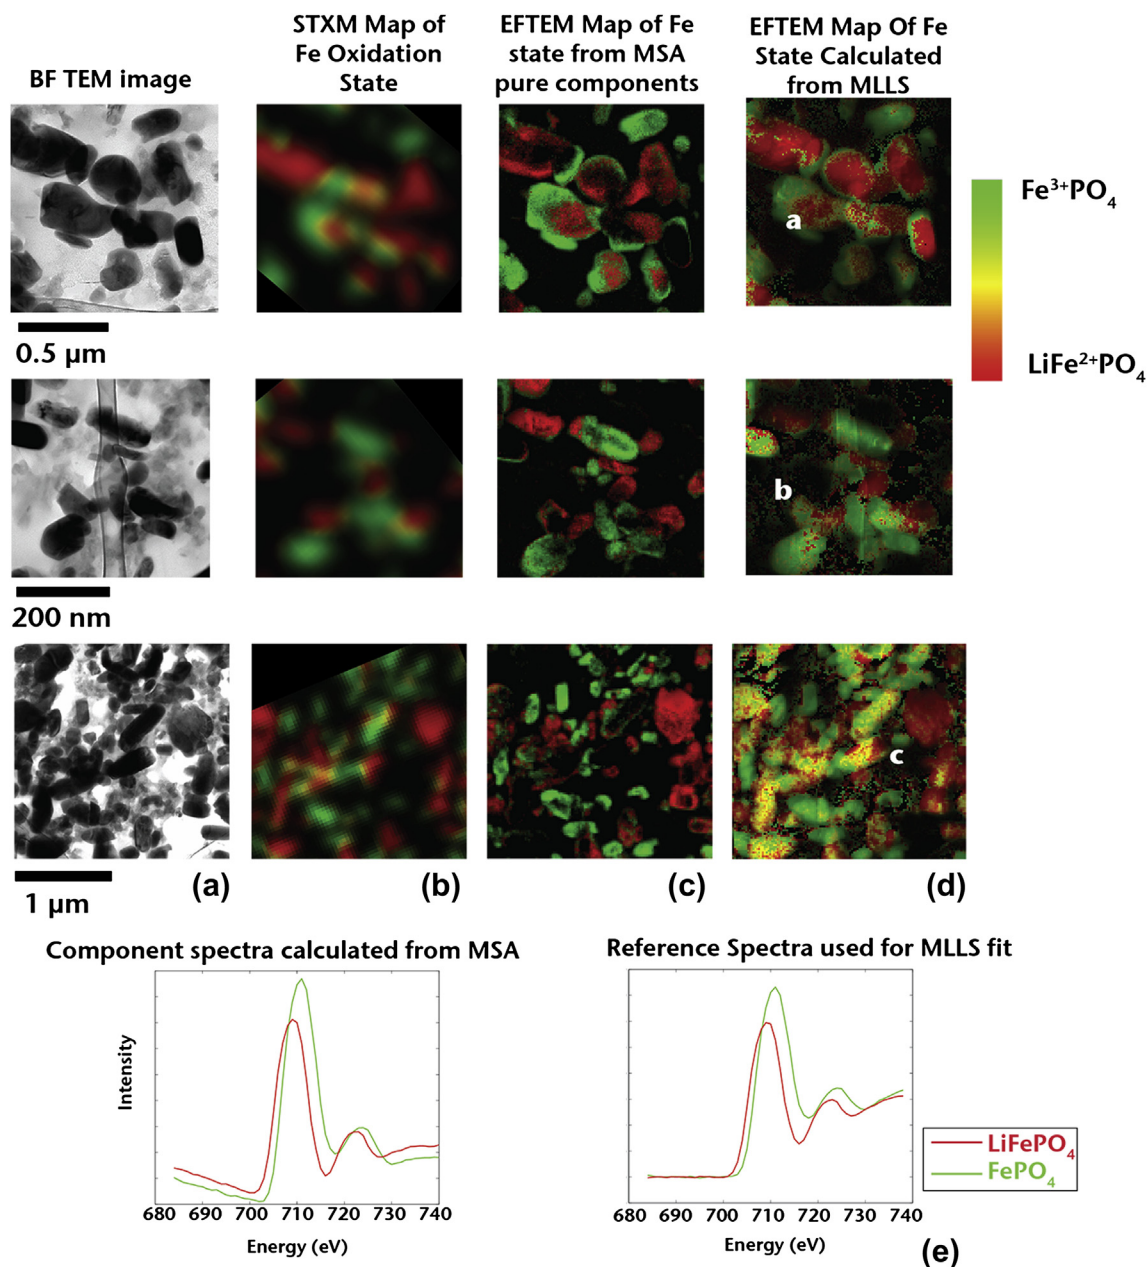 BF TEM image
STXM Map of
Fe Oxidation
State
EFTEM Map of Fe
state from MSA
pure components
EFTEM Map Of Fe
State Calculated
from MLLS
a
Fe³⁺PO₄
LiFe²⁺PO₄
0.5 μm
b
200 nm
c
1 μm
(a)
(b)
(c)
(d)
Component spectra calculated from MSA
Intensity
680 690 700 710 720 730 740
Energy (eV)
Reference Spectra used for MLLS fit
680 690 700 710 720 730 740
Energy (eV)
LiFePO₄
FePO₄
(e)